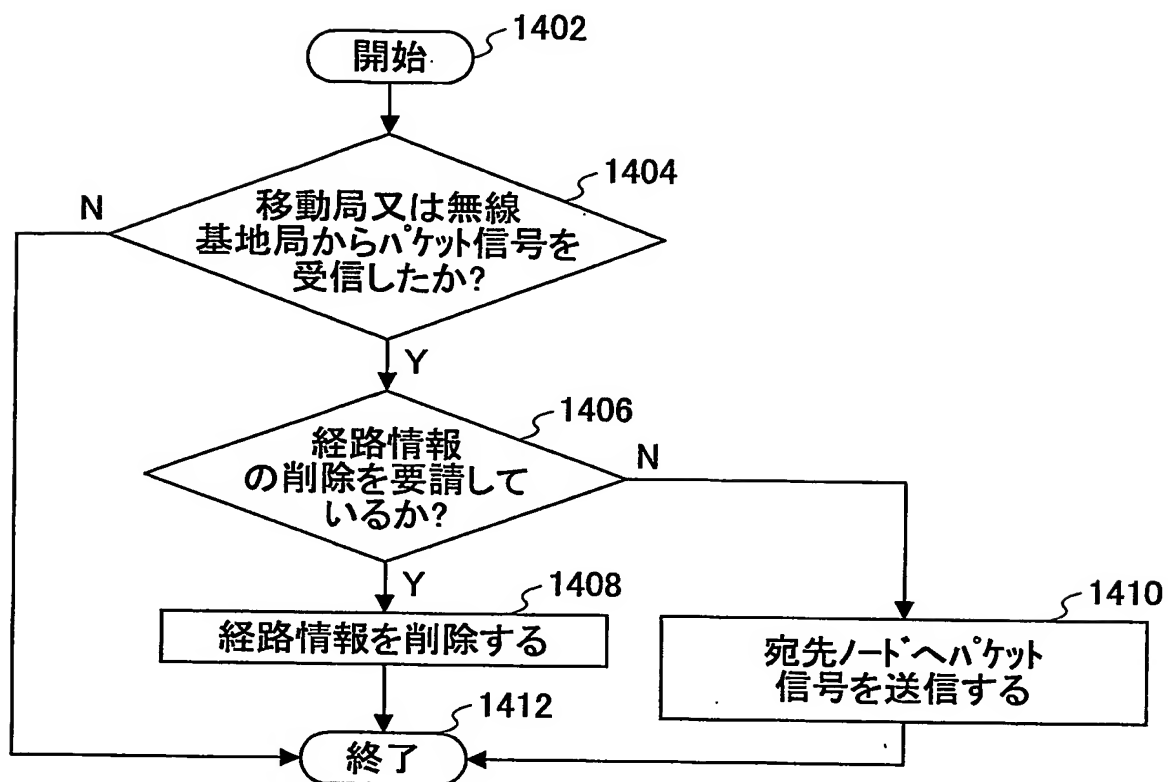 1402
開始
1404
N
移動局又は無線
基地局からパケット信号を
受信したか?
Y
1406
経路情報
の削除を要請して
いるか?
N
Y
1408
経路情報を削除する
1410
宛先ノードへパケット
信号を送信する
1412
終了